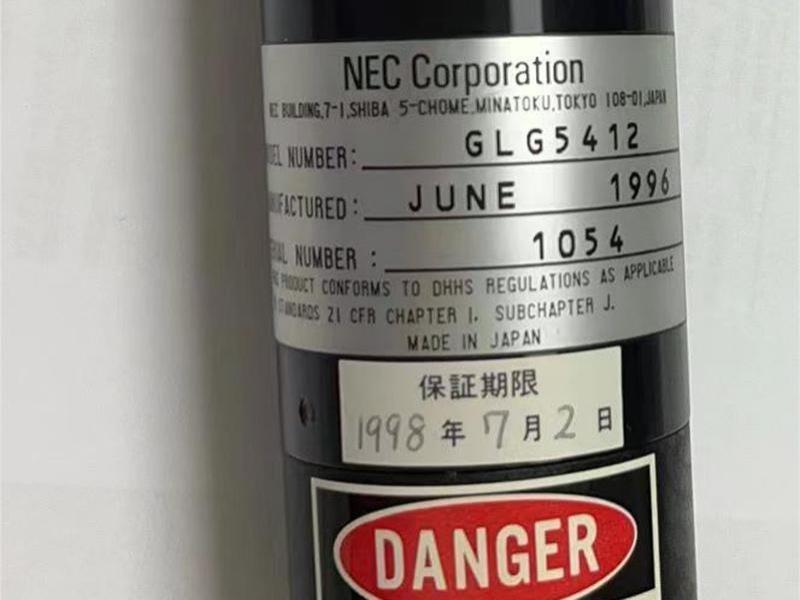 NEC Corporation
NEC BUILDING,7-1,SHIBA 5-CHOME,MINATOKU,TOKYO 108-01,JAPAN
NUMBER: GLG5412
JUNE 1996
NUMBER : 1054
PRODUCT CONFORMS TO DHHS REGULATIONS AS APPLICABLE
STANDARDS 21 CFR CHAPTER I, SUBCHAPTER J.
MADE IN JAPAN
保証期限
1998年7月2日
DANGER